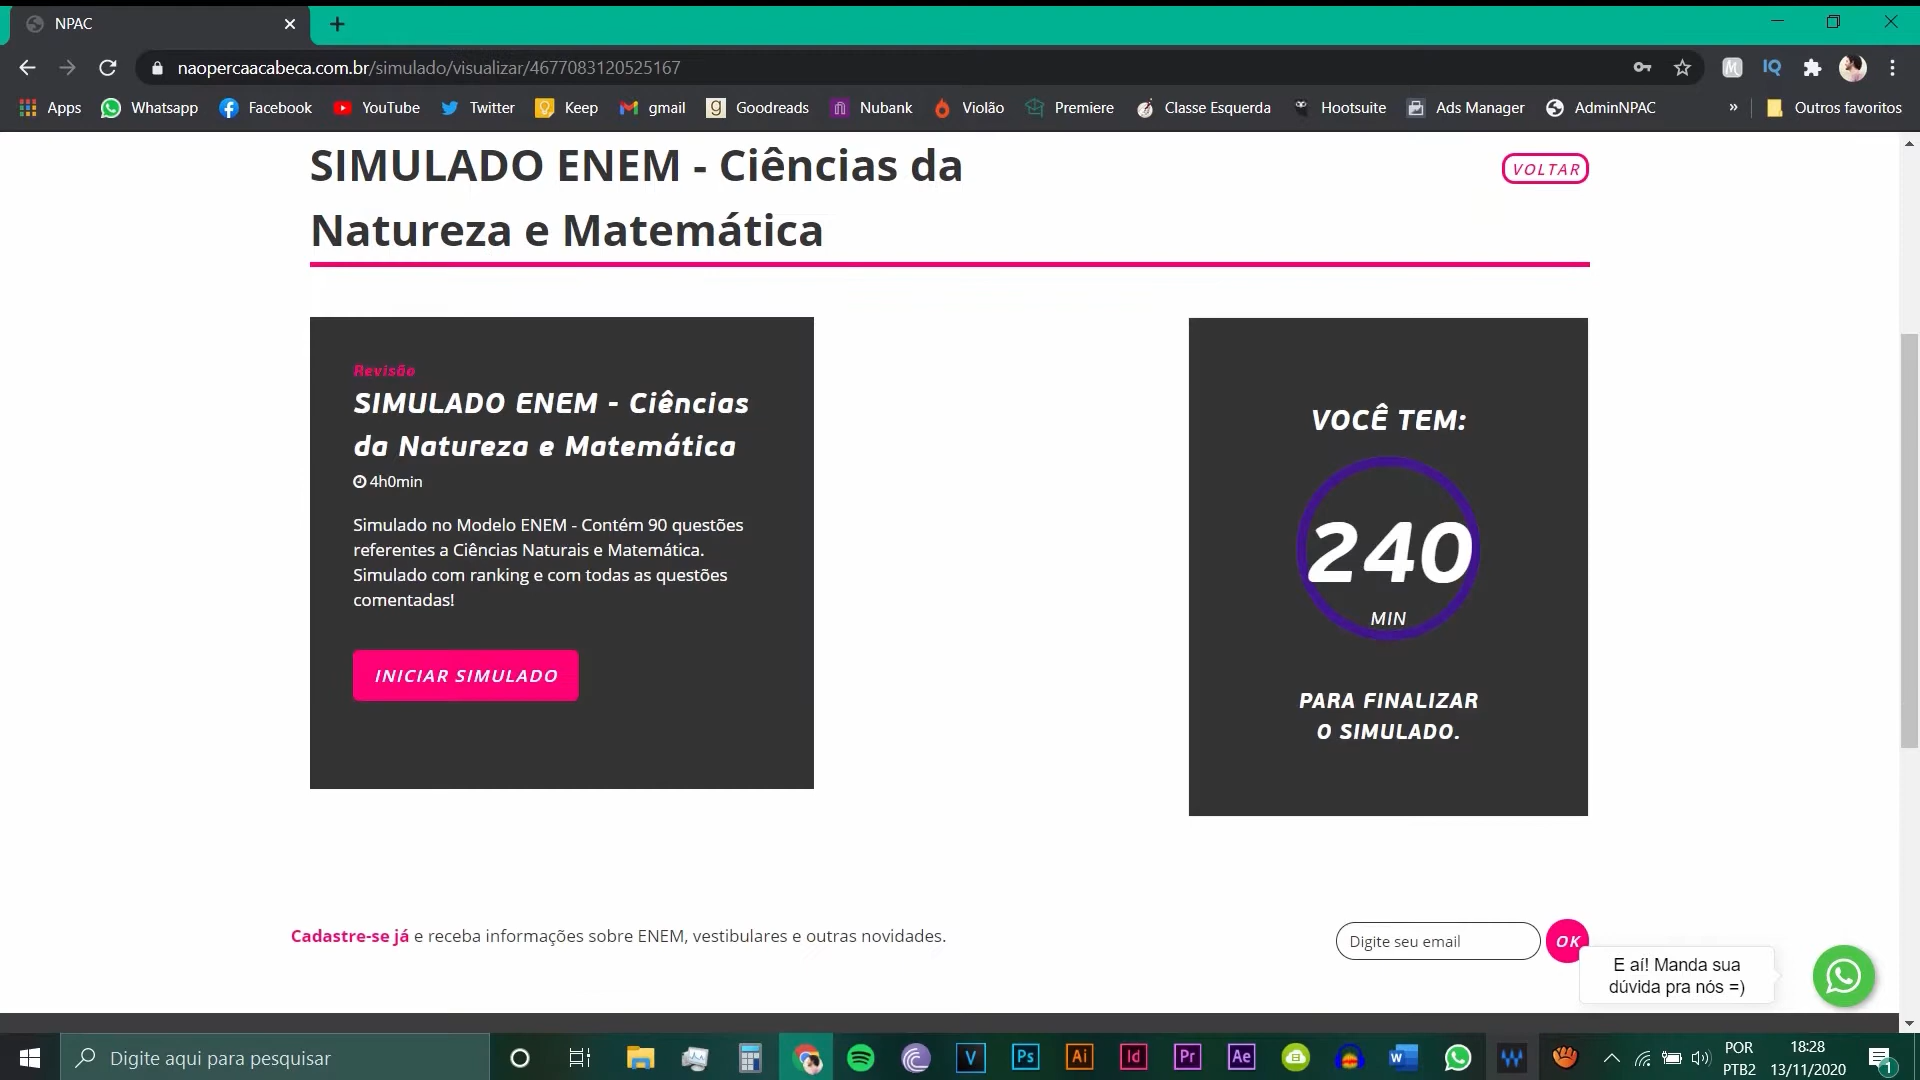 NPAC
naopercaacabeca.com.br/simulado/visualizar/4677083120525167
Apps Whatsapp Facebook YouTube Twitter Keep gmail Goodreads Nubank Violão Premiere Classe Esquerda Hootsuite Ads Manager AdminNPAC » Outros favoritos
SIMULADO ENEM - Ciências da
Natureza e Matemática
VOLTAR
Revisão
SIMULADO ENEM - Ciências
da Natureza e Matemática
4h0min
Simulado no Modelo ENEM - Contém 90 questões
referentes a Ciências Naturais e Matemática.
Simulado com ranking e com todas as questões
comentadas!
INICIAR SIMULADO
VOCÊ TEM:
240
MIN
PARA FINALIZAR
O SIMULADO.
Cadastre-se já e receba informações sobre ENEM, vestibulares e outras novidades.
Digite seu email
OK
E aí! Manda sua
dúvida pra nós =)
Digite aqui para pesquisar
POR
PTB2
18:28
13/11/2020
1